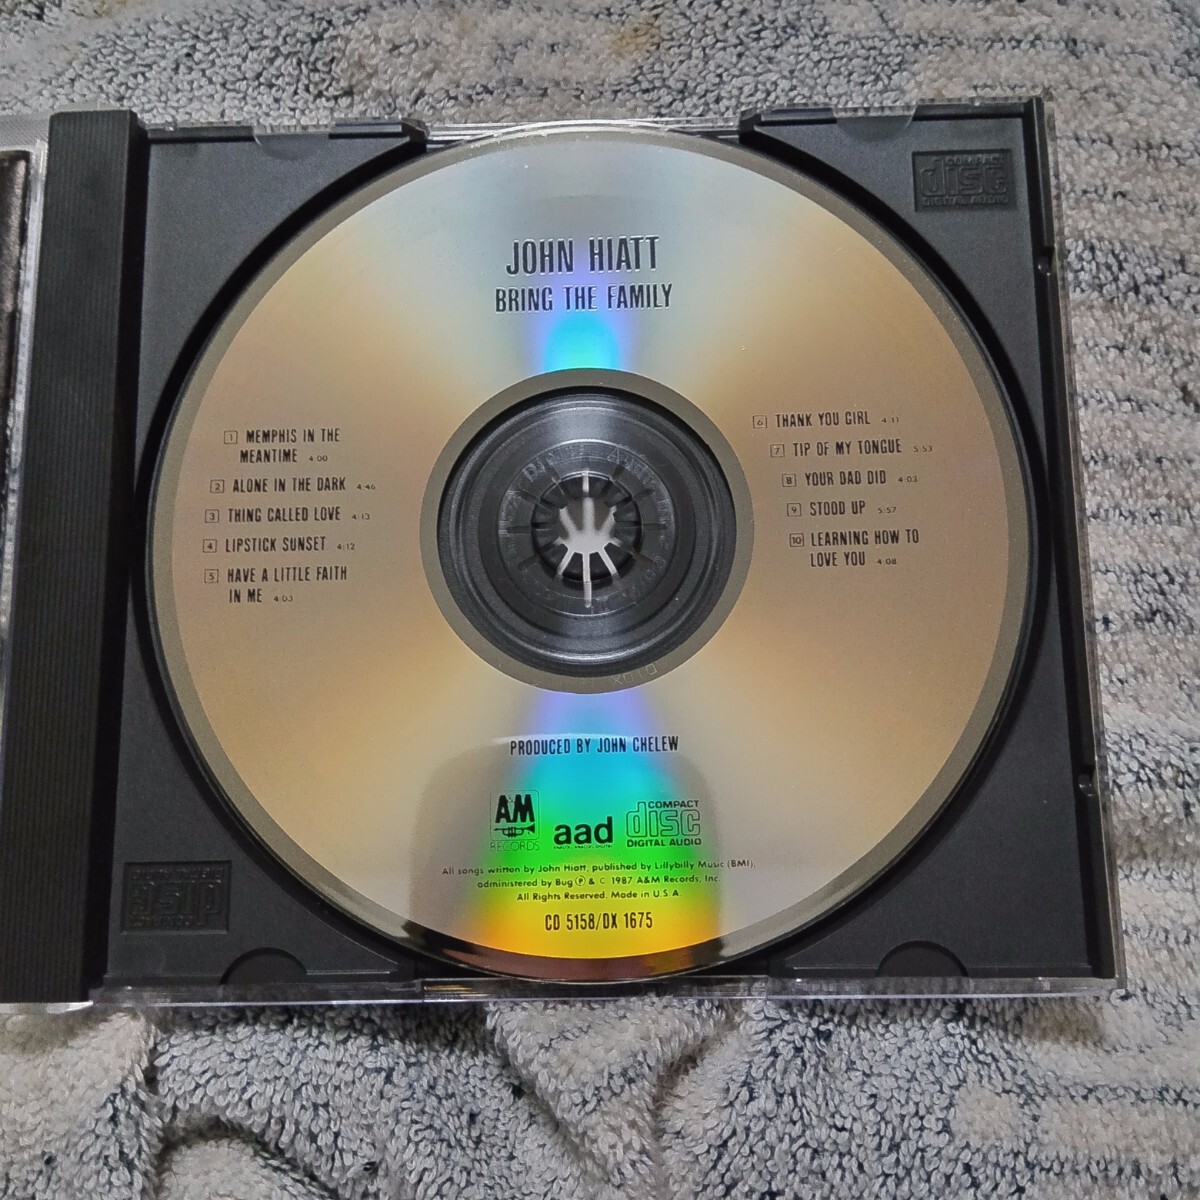 COMPACT
disc
DIGITAL AUDIO
JOHN HIATT
BRING THE FAMILY
1 MEMPHIS IN THE
MEANTIME 4:00
2 ALONE IN THE DARK 4:46
3 THING CALLED LOVE 4:13
4 LIPSTICK SUNSET 4:12
5 HAVE A LITTLE FAITH
IN ME 4:03
6 THANK YOU GIRL 4:11
7 TIP OF MY TONGUE 5:53
8 YOUR DAD DID 4:03
9 STOOD UP 5:57
10 LEARNING HOW TO
LOVE YOU 4:08
PRODUCED BY JOHN CHELEW
A&M
RECORDS
aad
COMPACT
disc
DIGITAL AUDIO
All songs written by John Hiatt, published by Lillybilly Music (BMI),
administered by Bug ℗ & © 1987 A&M Records, Inc.
All Rights Reserved. Made in U.S.A
CD 5158/DX 1675